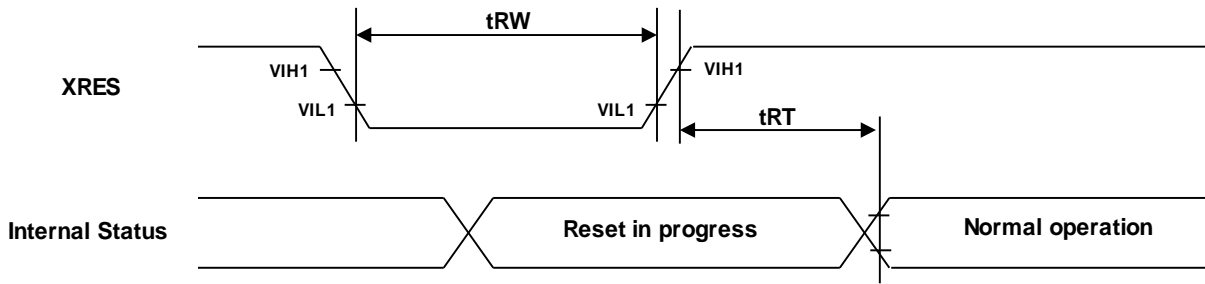 tRW
VIH1
VIH1
XRES
VIL1
VIL1
tRT
Internal Status
Reset in progress
Normal operation